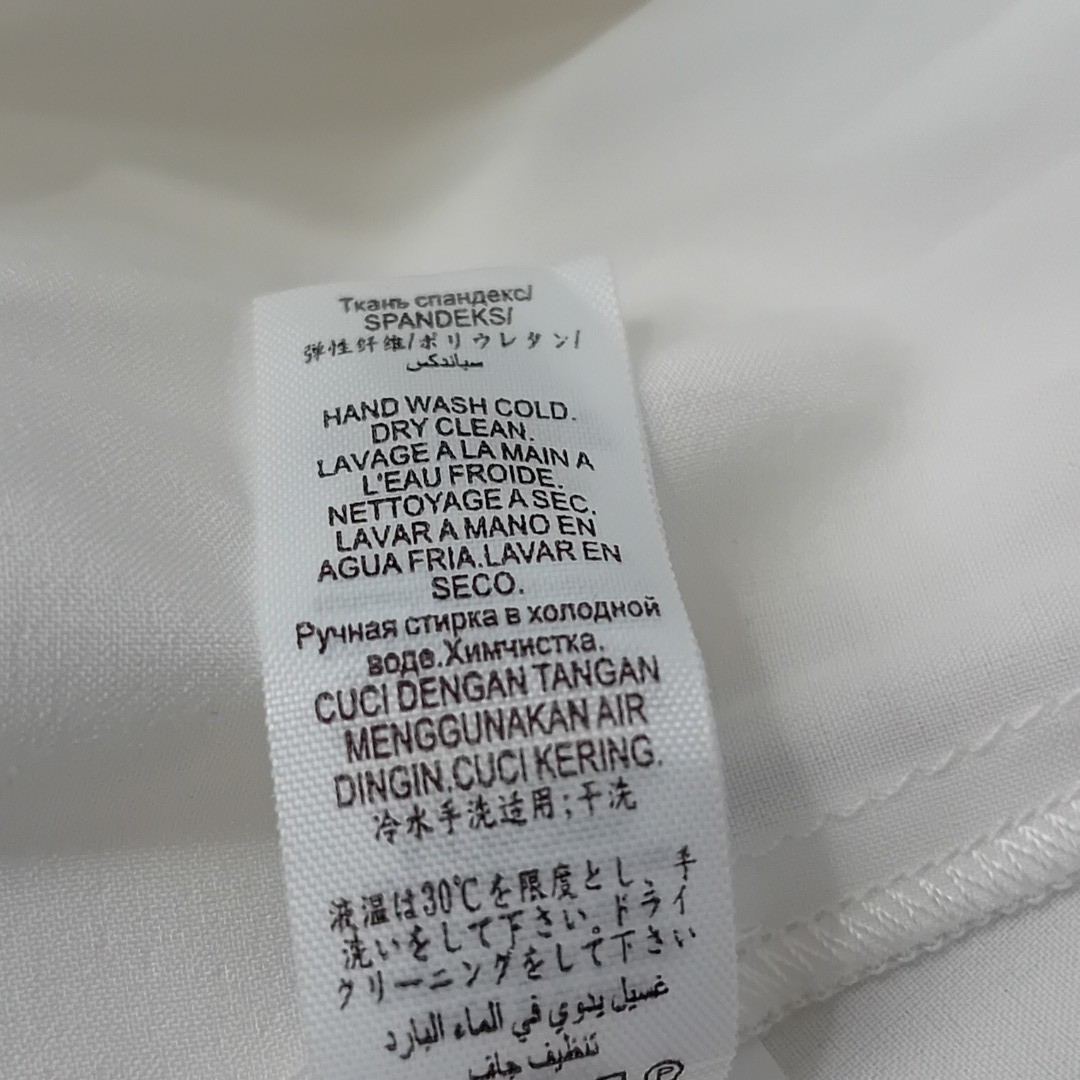 Ткань спандекс/
SPANDEKS/
弹性纤维/ポリウレタン/
سباندكس
HAND WASH COLD.
DRY CLEAN.
LAVAGE A LA MAIN A
L'EAU FROIDE.
NETTOYAGE A SEC.
LAVAR A MANO EN
AGUA FRIA.LAVAR EN
SECO.
Ручная стирка в холодной
воде.Химчистка.
CUCI DENGAN TANGAN
MENGGUNAKAN AIR
DINGIN.CUCI KERING.
冷水手洗适用;干洗
液温は30℃を限度とし、手
洗いをして下さい。ドライ
クリーニングをして下さい
غسيل يدوي في الماء البارد
تنظيف جاف
P